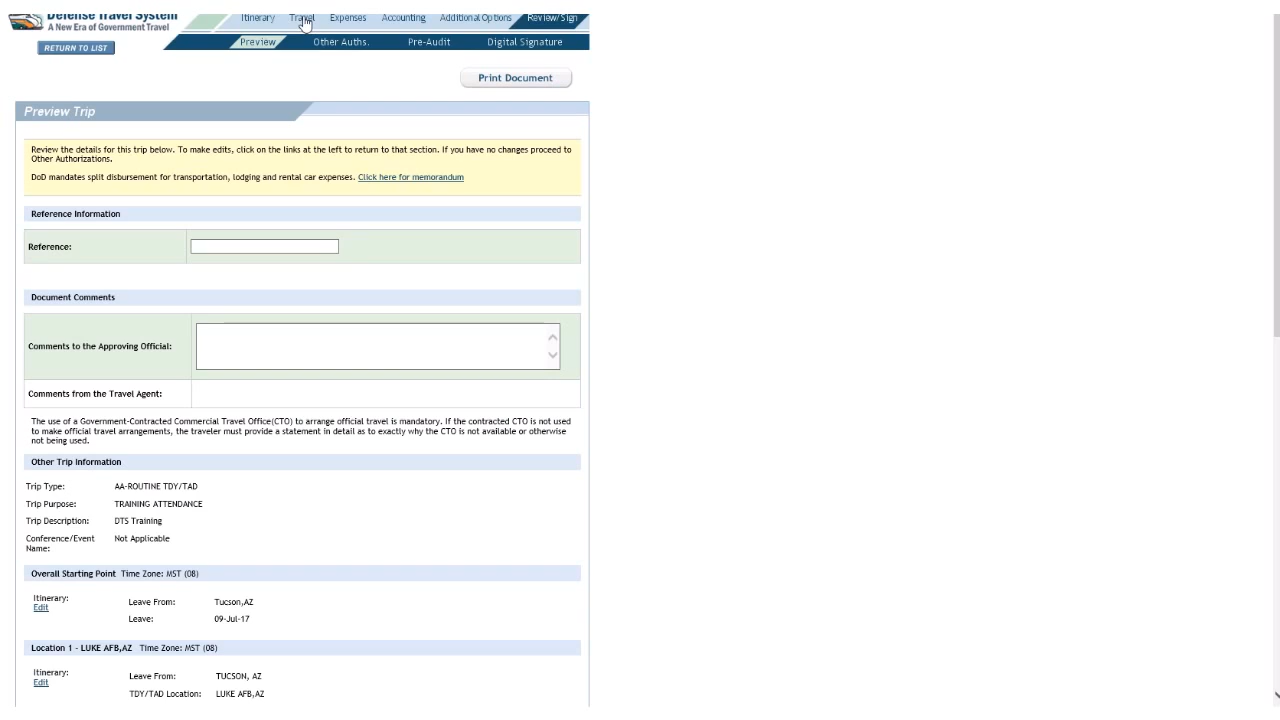 Defense Travel System
A New Era of Government Travel
Itinerary Travel Expenses Accounting Additional Options Review/Sign
RETURN TO LIST
Preview Other Auths. Pre-Audit Digital Signature
Print Document
Preview Trip
Review the details for this trip below. To make edits, click on the links at the left to return to that section. If you have no changes proceed to
Other Authorizations.
DoD mandates split disbursement for transportation, lodging and rental car expenses. Click here for memorandum
Reference Information
Reference:
Document Comments
Comments to the Approving Official:
Comments from the Travel Agent:
The use of a Government-Contracted Commercial Travel Office(CTO) to arrange official travel is mandatory. If the contracted CTO is not used
to make official travel arrangements, the traveler must provide a statement in detail as to exactly why the CTO is not available or otherwise
not being used.
Other Trip Information
Trip Type: AA-ROUTINE TDY/TAD
Trip Purpose: TRAINING ATTENDANCE
Trip Description: DTS Training
Conference/Event Not Applicable
Name:
Overall Starting Point Time Zone: MST (08)
Itinerary:
Edit
Leave From: Tucson,AZ
Leave: 09-Jul-17
Location 1 - LUKE AFB,AZ Time Zone: MST (08)
Itinerary:
Edit
Leave From: TUCSON, AZ
TDY/TAD Location: LUKE AFB,AZ